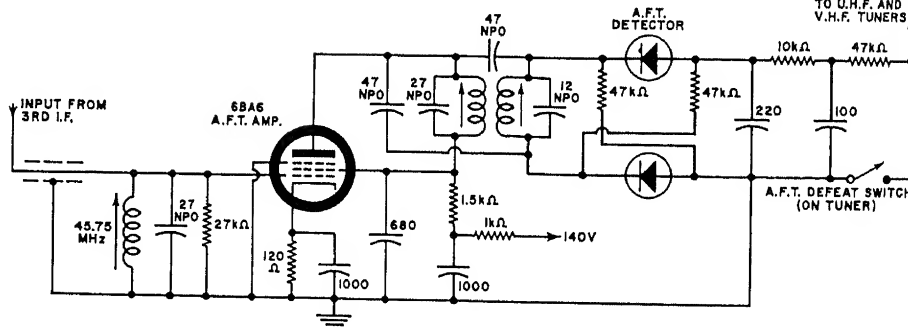 TO U.H.F. AND
V.H.F. TUNERS
A.F.T.
DETECTOR
47
NPO
10kΩ
47kΩ
INPUT FROM
3RD I.F.
6BA6
A.F.T. AMP.
47
NPO
27
NPO
12
NPO
47kΩ
47kΩ
220
100
A.F.T. DEFEAT SWITCH
(ON TUNER)
45.75
MHz
27
NPO
27kΩ
120
Ω
1000
680
1.5kΩ
1kΩ
140V
1000